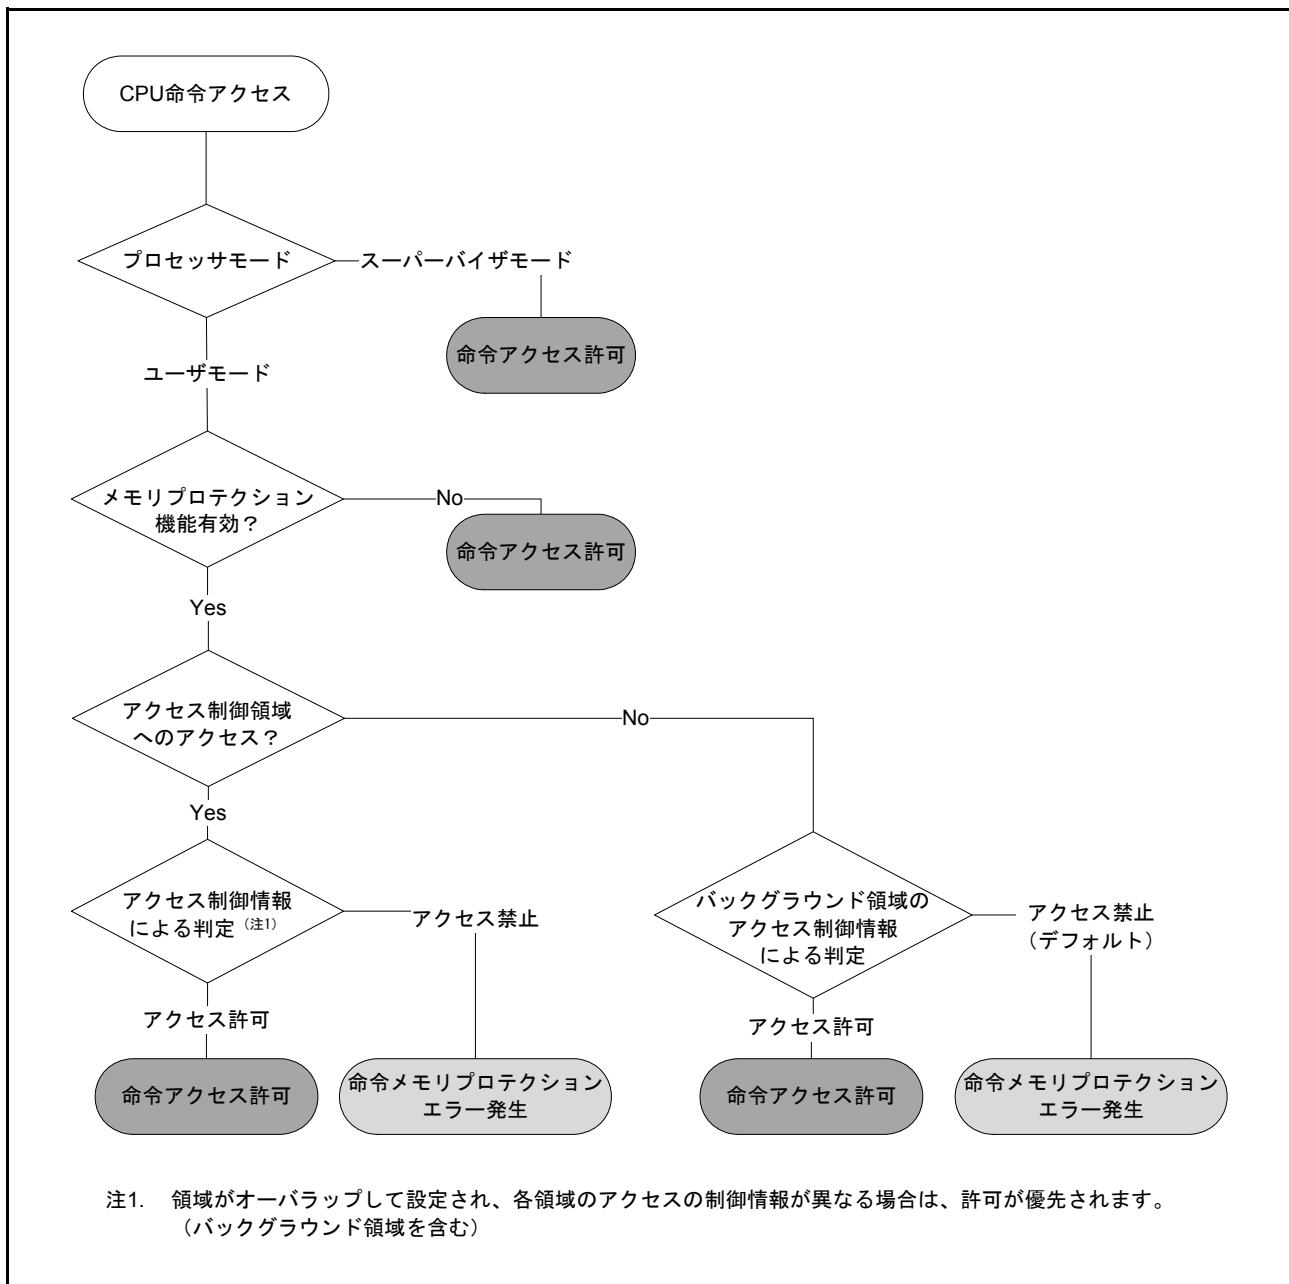 CPU命令アクセス
プロセッサモード
スーパーバイザモード
命令アクセス許可
ユーザモード
メモリプロテクション
機能有効？
No
命令アクセス許可
Yes
アクセス制御領域
へのアクセス？
No
Yes
アクセス制御情報
による判定（注1）
アクセス禁止
バックグラウンド領域の
アクセス制御情報
による判定
アクセス禁止
（デフォルト）
アクセス許可
アクセス許可
命令アクセス許可
命令メモリプロテクション
エラー発生
命令アクセス許可
命令メモリプロテクション
エラー発生
注1. 領域がオーバラップして設定され、各領域のアクセスの制御情報が異なる場合は、許可が優先されます。
（バックグラウンド領域を含む）